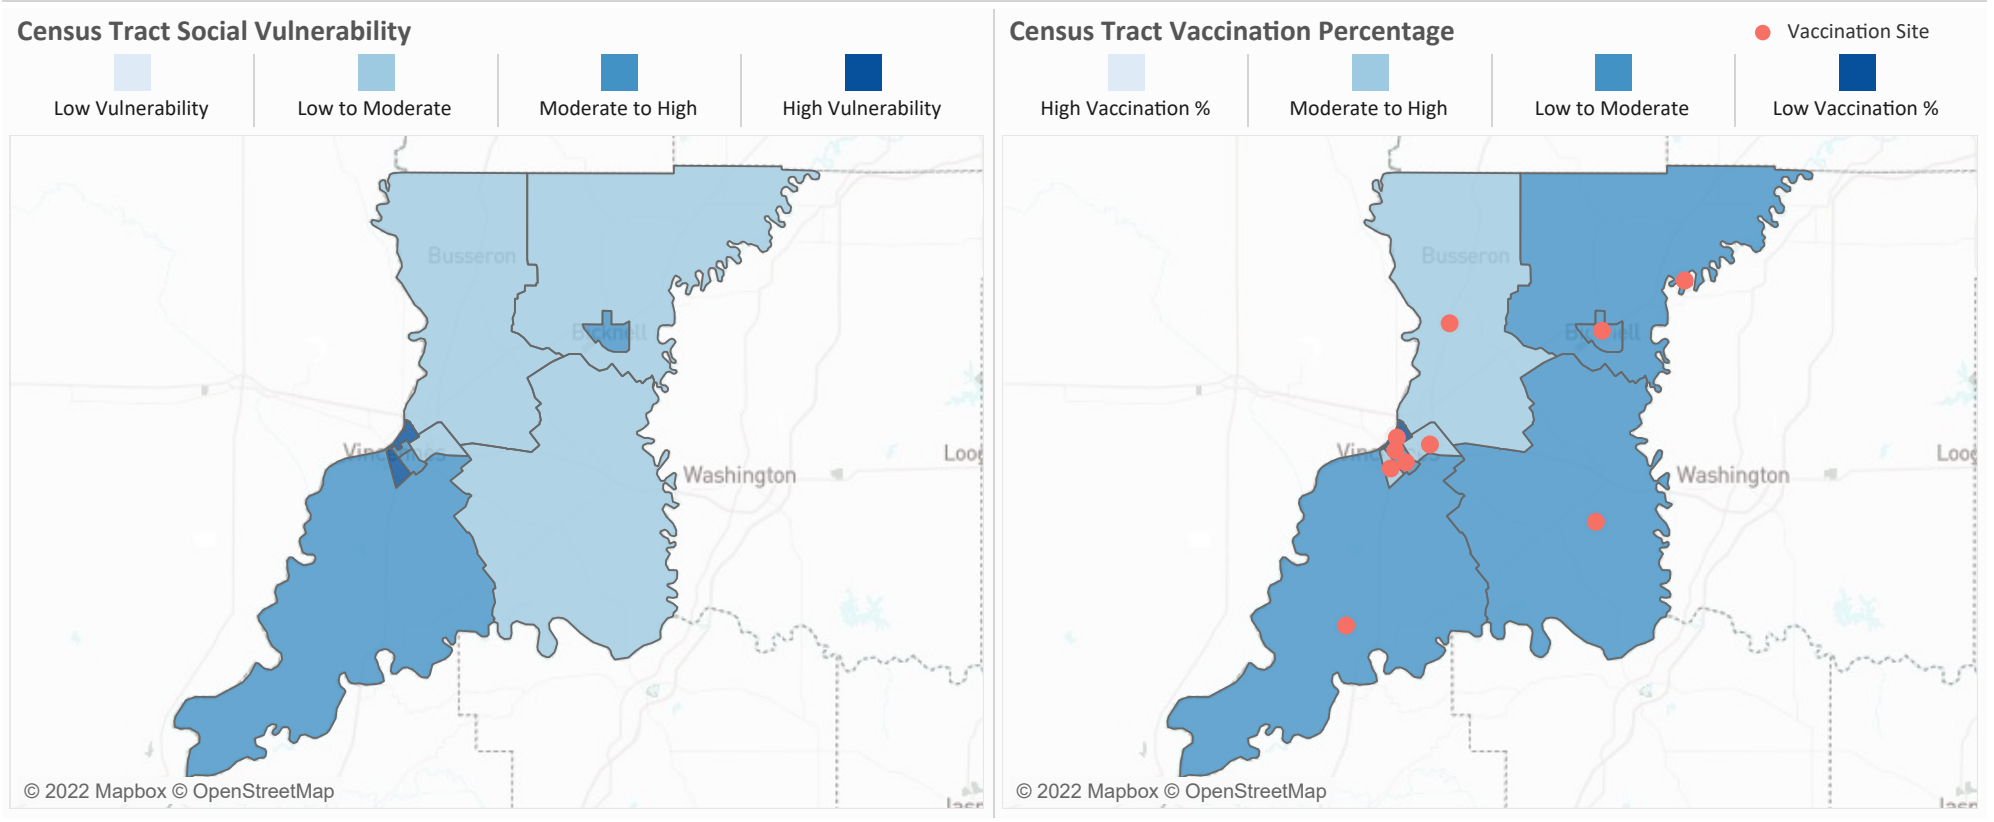 Census Tract Social Vulnerability
Low Vulnerability
Low to Moderate
Moderate to High
High Vulnerability
Busseron
Bicknell
Washington
© 2022 Mapbox © OpenStreetMap
Census Tract Vaccination Percentage
Vaccination Site
High Vaccination %
Moderate to High
Low to Moderate
Low Vaccination %
Busseron
Washington
© 2022 Mapbox © OpenStreetMap